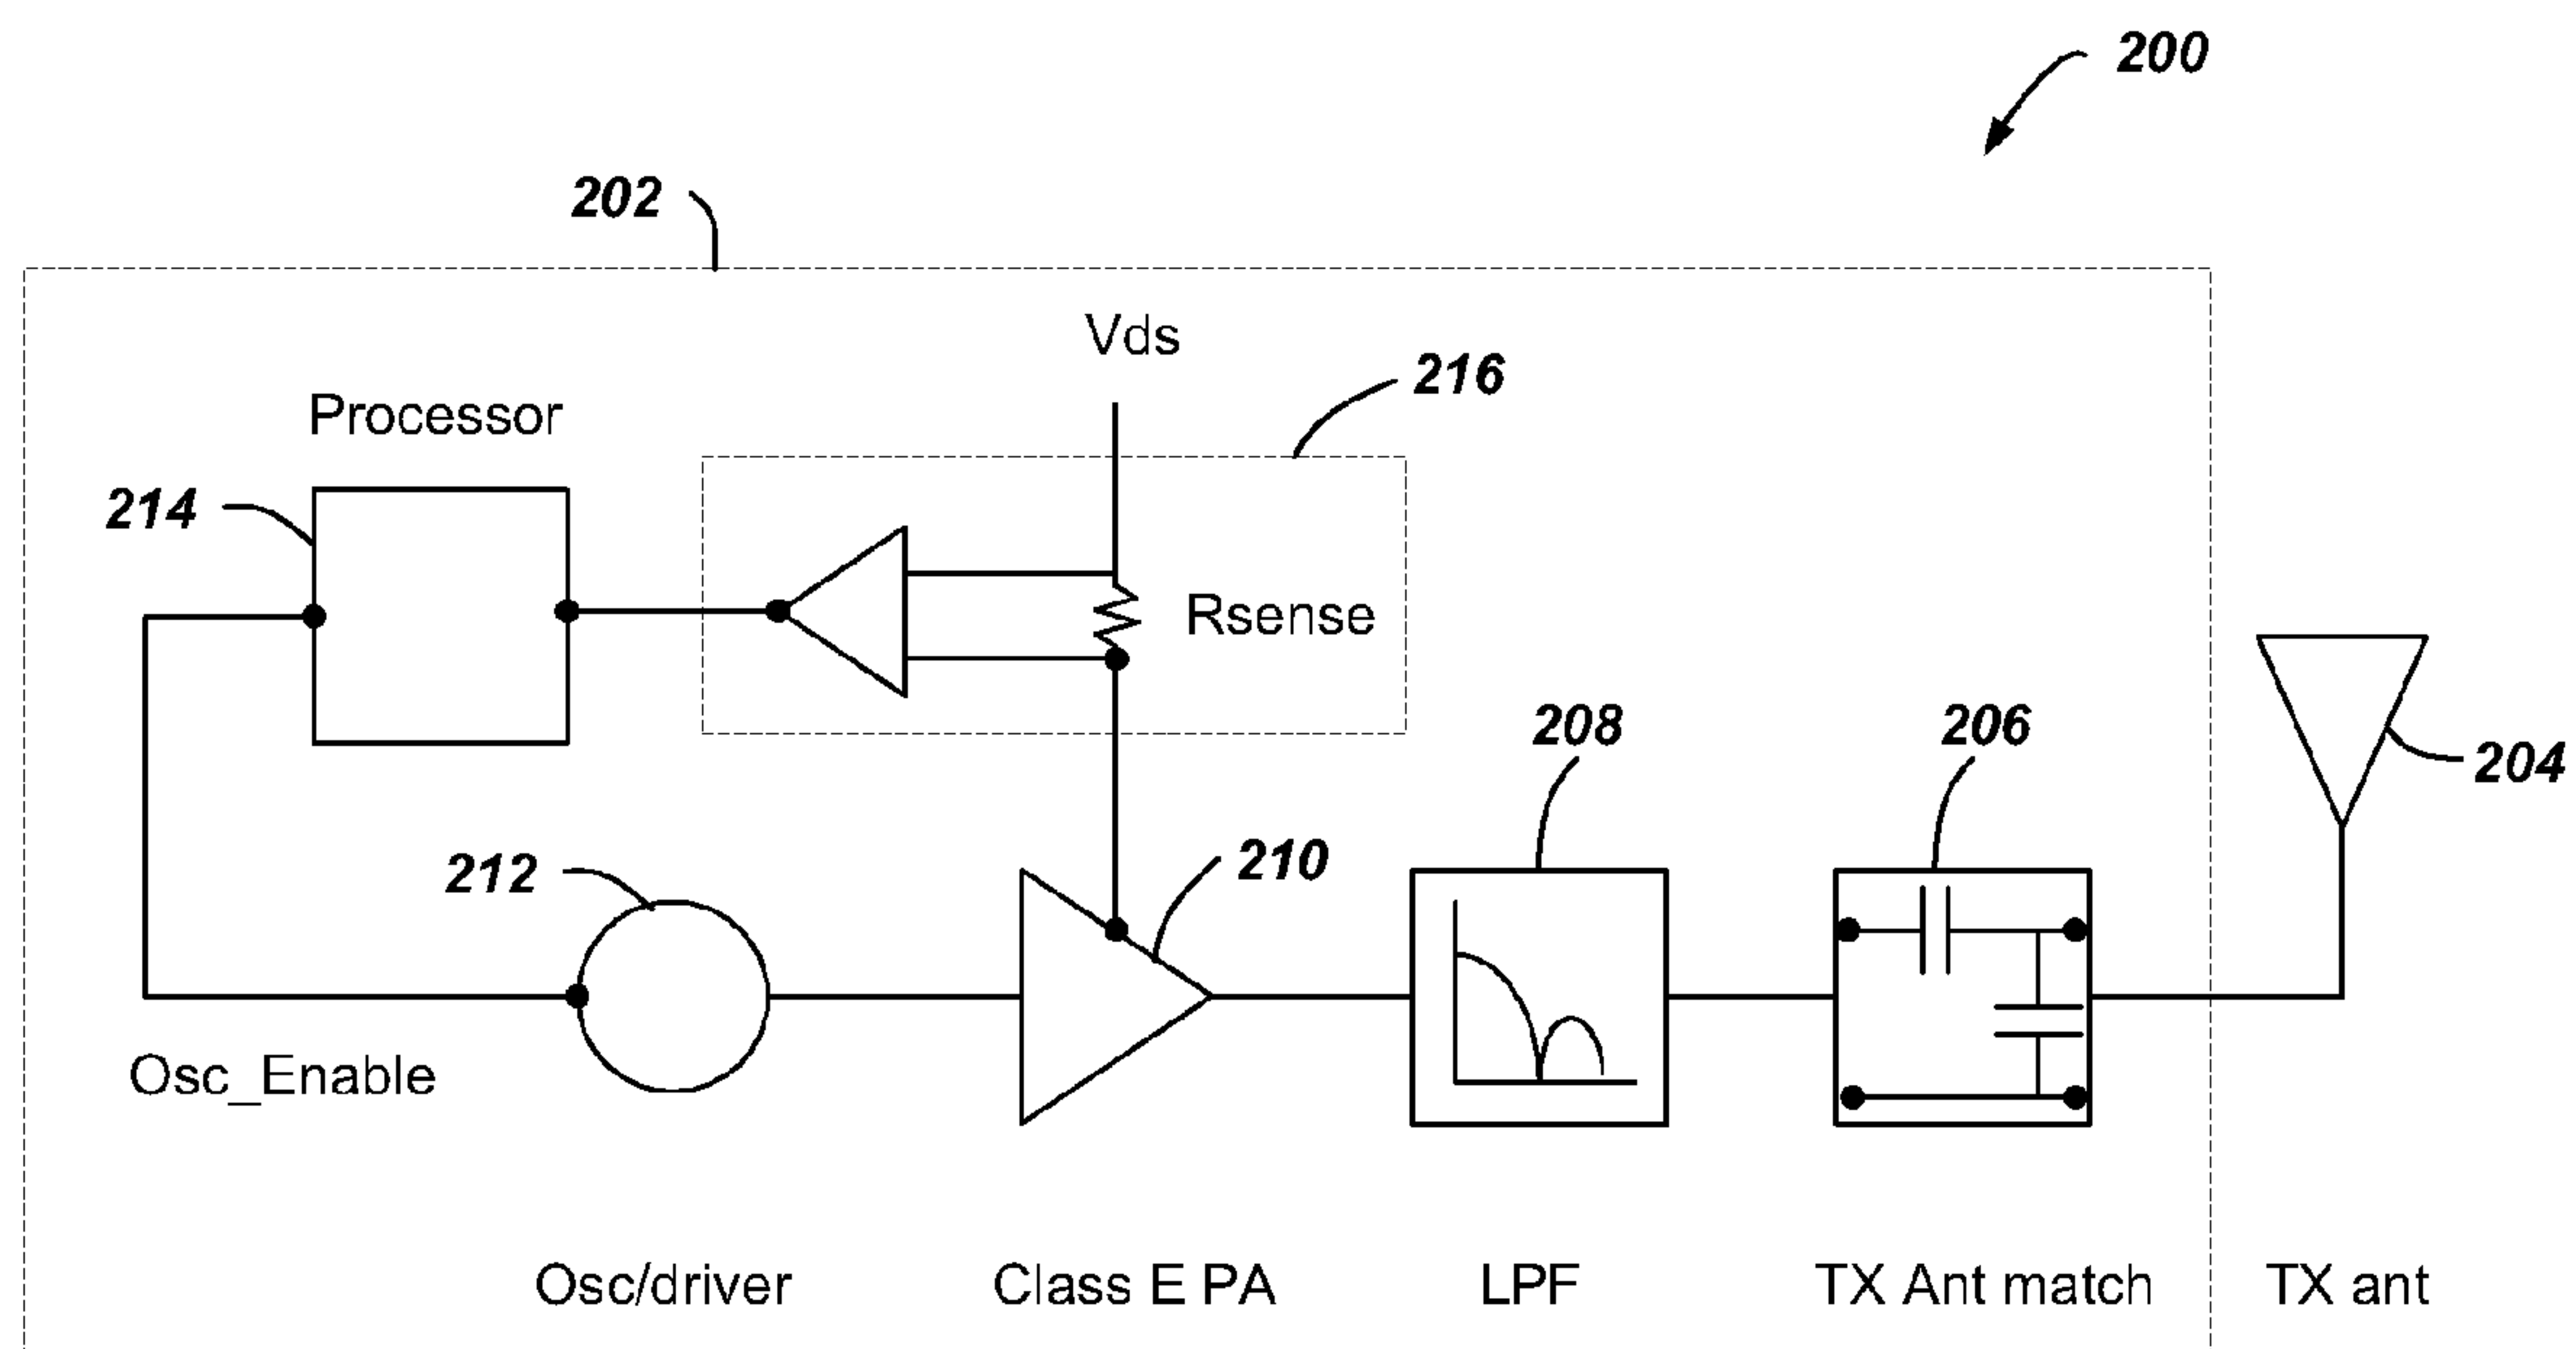 200
202
Vds
216
Processor
214
Rsense
208
206
204
212
210
Osc_Enable
Osc/driver
Class E PA
LPF
TX Ant match
TX ant